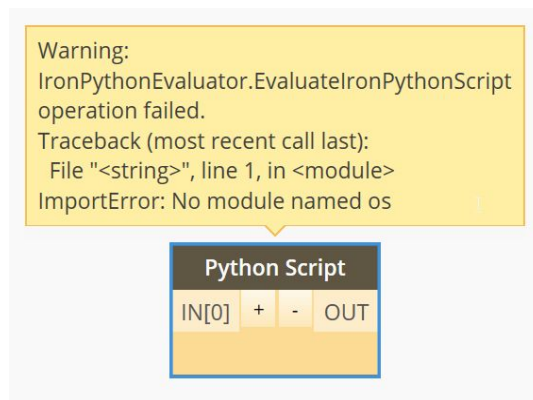 Warning:
IronPythonEvaluator.EvaluateIronPythonScript
operation failed.
Traceback (most recent call last):
File "<string>", line 1, in <module>
ImportError: No module named os
Python Script
IN[0] + - OUT